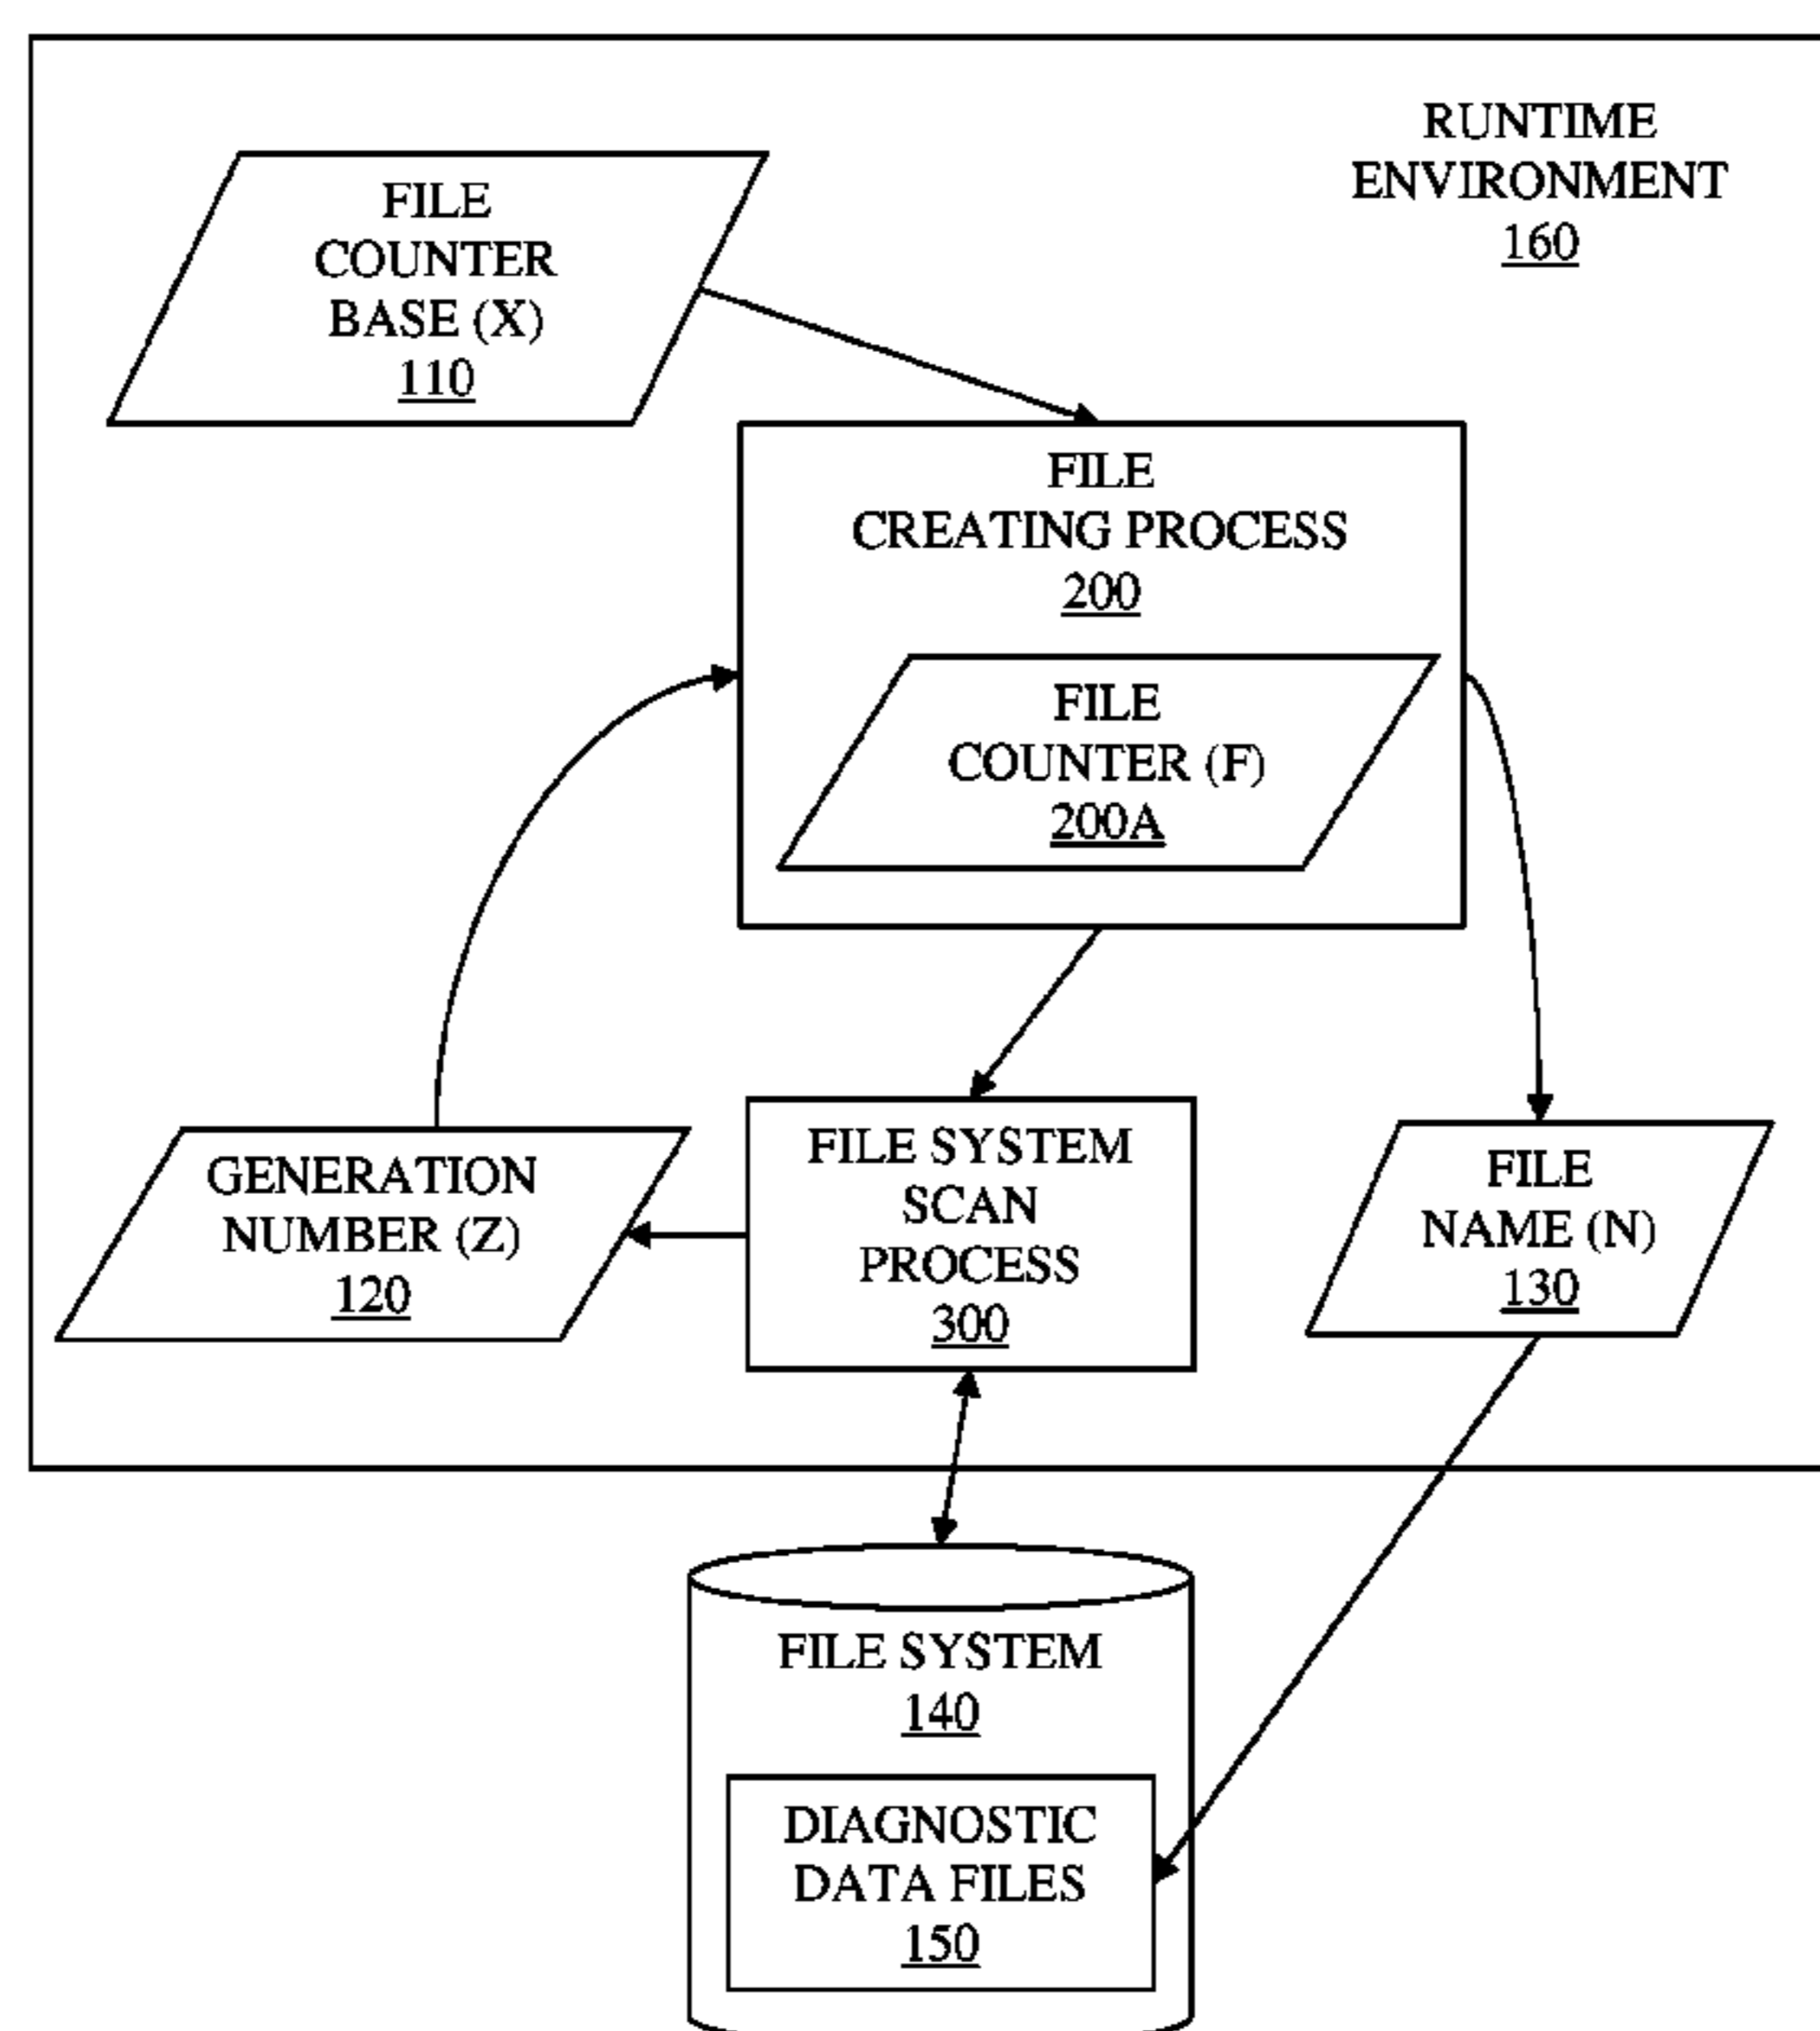 RUNTIME
ENVIRONMENT
160
FILE
COUNTER
BASE (X)
110
FILE
CREATING PROCESS
200
FILE
COUNTER (F)
200A
GENERATION
NUMBER (Z)
120
FILE SYSTEM
SCAN
PROCESS
300
FILE
NAME (N)
130
FILE SYSTEM
140
DIAGNOSTIC
DATA FILES
150